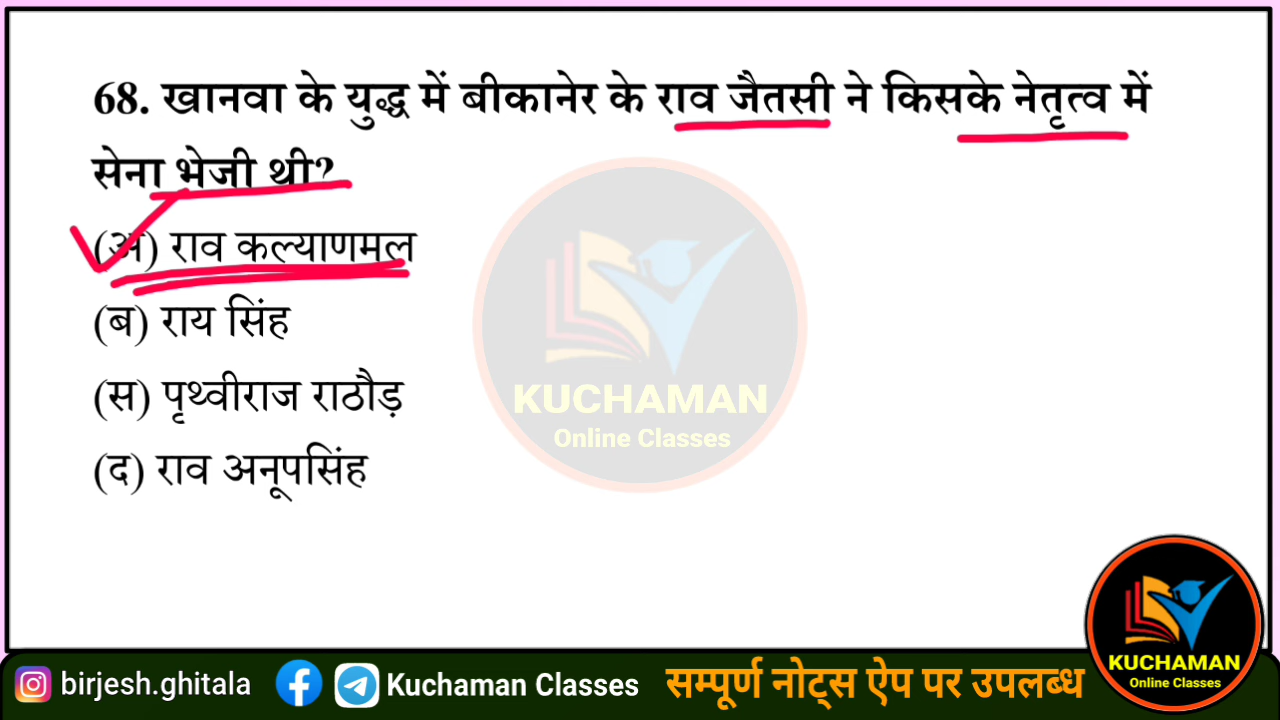 68. खानवा के युद्ध में बीकानेर के राव जैतसी ने किसके नेतृत्व में
सेना भेजी थी?
(अ) राव कल्याणमल
(ब) राय सिंह
(स) पृथ्वीराज राठौड़
(द) राव अनूपसिंह
KUCHAMAN
Online Classes
KUCHAMAN
Online Classes
birjesh.ghitala
Kuchaman Classes
सम्पूर्ण नोट्स ऐप पर उपलब्ध